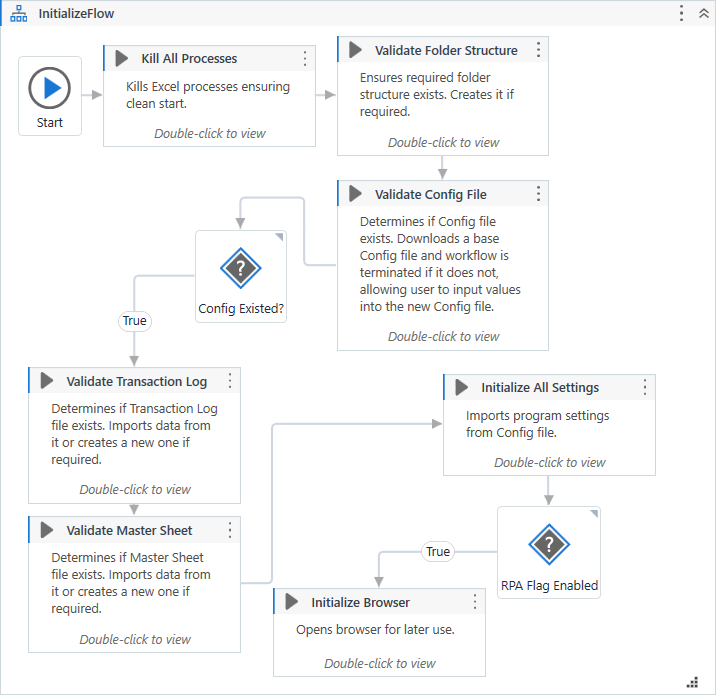 InitializeFlow
Start
Kill All Processes
Kills Excel processes ensuring
clean start.
Double-click to view
Validate Folder Structure
Ensures required folder
structure exists. Creates it if
required.
Double-click to view
Validate Config File
Determines if Config file
exists. Downloads a base
Config file and workflow is
terminated if it does not,
allowing user to input values
into the new Config file.
Double-click to view
?
Config Existed?
True
Validate Transaction Log
Determines if Transaction Log
file exists. Imports data from
it or creates a new one if
required.
Double-click to view
Validate Master Sheet
Determines if Master Sheet
file exists. Imports data from
it or creates a new one if
required.
Double-click to view
Initialize All Settings
Imports program settings
from Config file.
Double-click to view
?
RPA Flag Enabled
True
Initialize Browser
Opens browser for later use.
Double-click to view